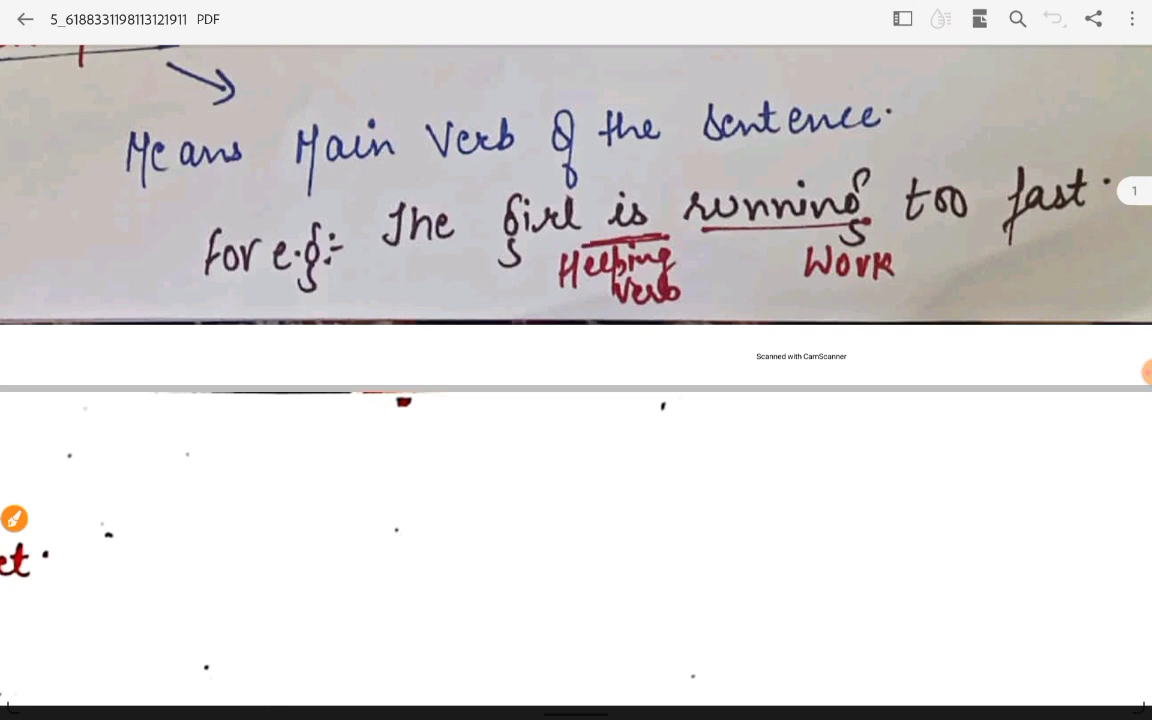 5_6188331198113121911 PDF
Means Main Verb of the Sentence.
for e.g:- The girl is running too fast.
Helping Work
Verb
1
Scanned with CamScanner
et.